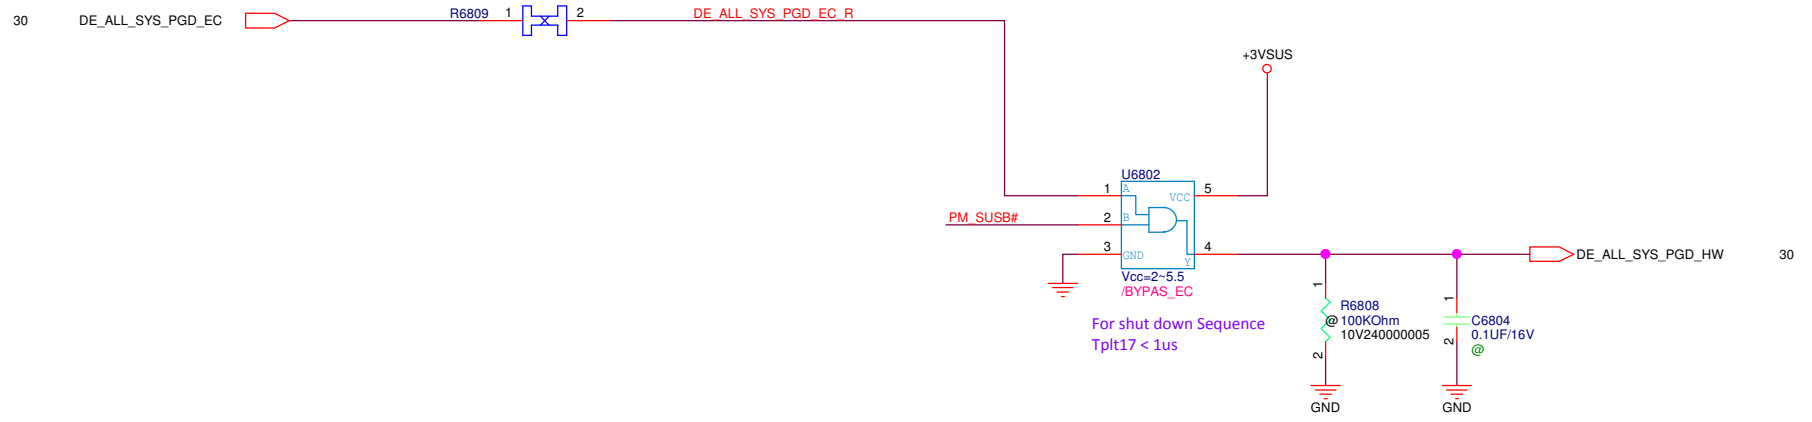 30 DE_ALL_SYS_PGD_EC R6809 1 2 DE_ALL_SYS_PGD_EC_R
+3VSUS
U6802
1 A VCC 5
PM_SUSB# 2 B
3 GND Y 4 DE_ALL_SYS_PGD_HW 30
Vcc=2~5.5
/BYPAS_EC
For shut down Sequence
Tplt17 < 1us
1 R6808
@ 100KOhm
10V240000005
2
GND
1 C6804
0.1UF/16V
2 @
GND